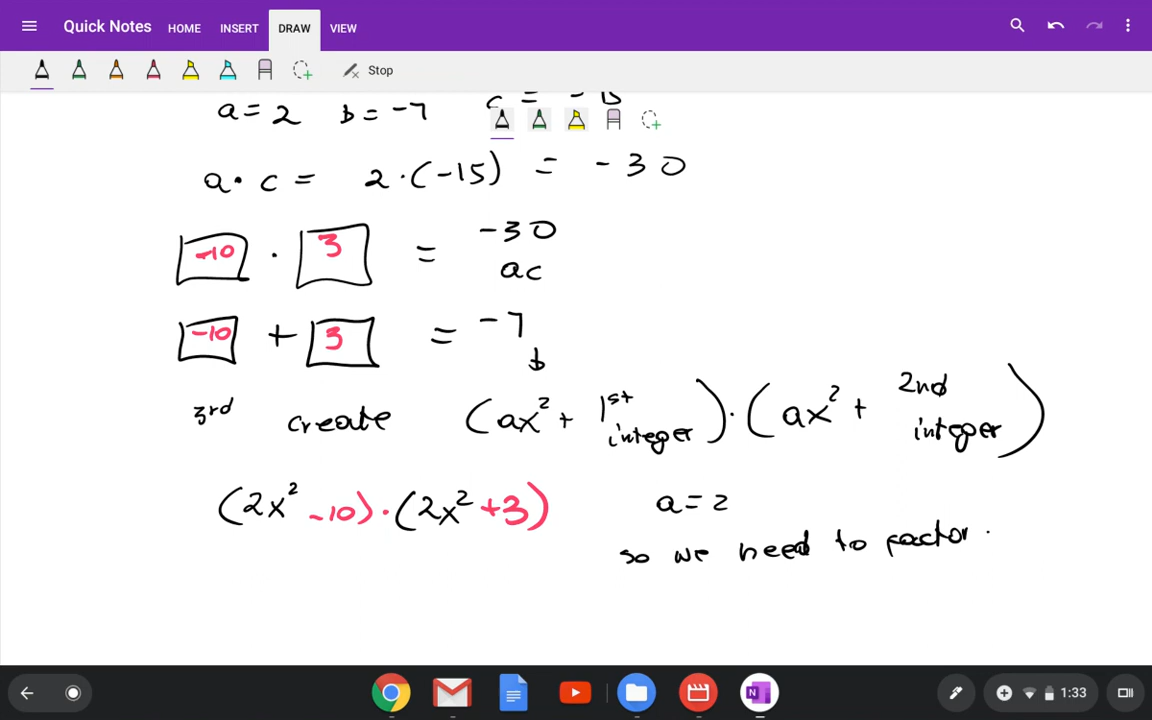 Quick Notes HOME INSERT DRAW VIEW
Stop
a = 2 b = -7 c = -15
a · c = 2 · (-15) = -30
-10 · 3 = -30
ac
-10 + 3 = -7
b
3rd create (ax² + 1st integer) · (ax² + 2nd integer)
(2x² -10) · (2x² +3) a = 2
so we need to factor.
1:33